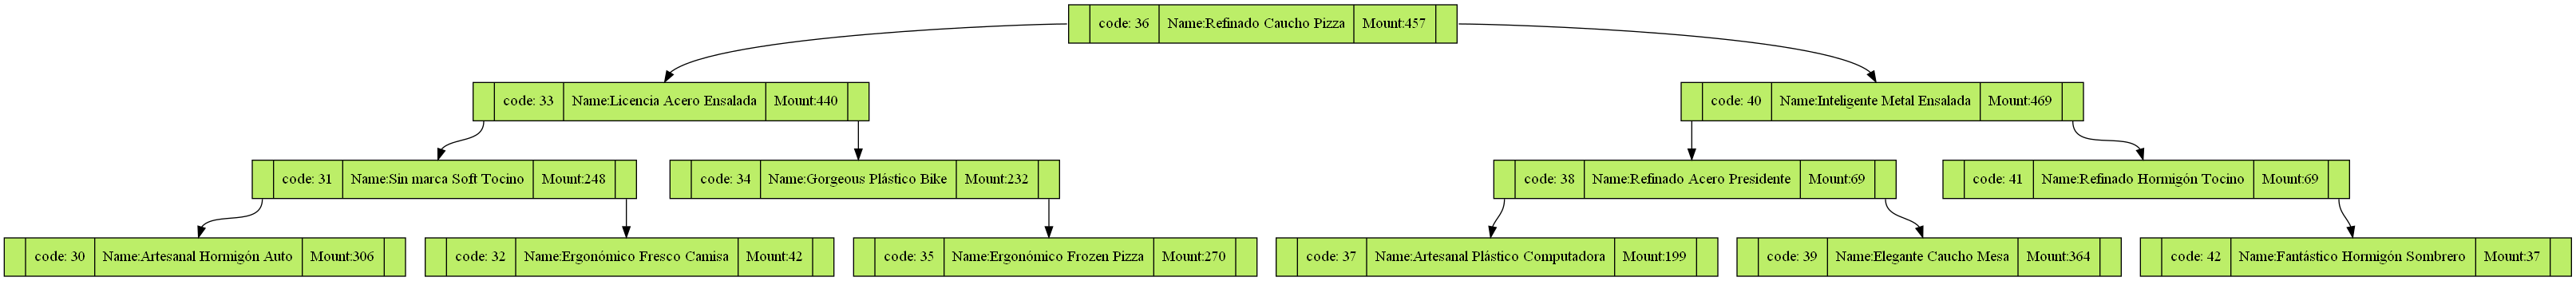 code: 36 Name:Refinado Caucho Pizza Mount:457
code: 33 Name:Licencia Acero Ensalada Mount:440
code: 40 Name:Inteligente Metal Ensalada Mount:469
code: 31 Name:Sin marca Soft Tocino Mount:248
code: 34 Name:Gorgeous Plástico Bike Mount:232
code: 38 Name:Refinado Acero Presidente Mount:69
code: 41 Name:Refinado Hormigón Tocino Mount:69
code: 30 Name:Artesanal Hormigón Auto Mount:306
code: 32 Name:Ergonómico Fresco Camisa Mount:42
code: 35 Name:Ergonómico Frozen Pizza Mount:270
code: 37 Name:Artesanal Plástico Computadora Mount:199
code: 39 Name:Elegante Caucho Mesa Mount:364
code: 42 Name:Fantástico Hormigón Sombrero Mount:37